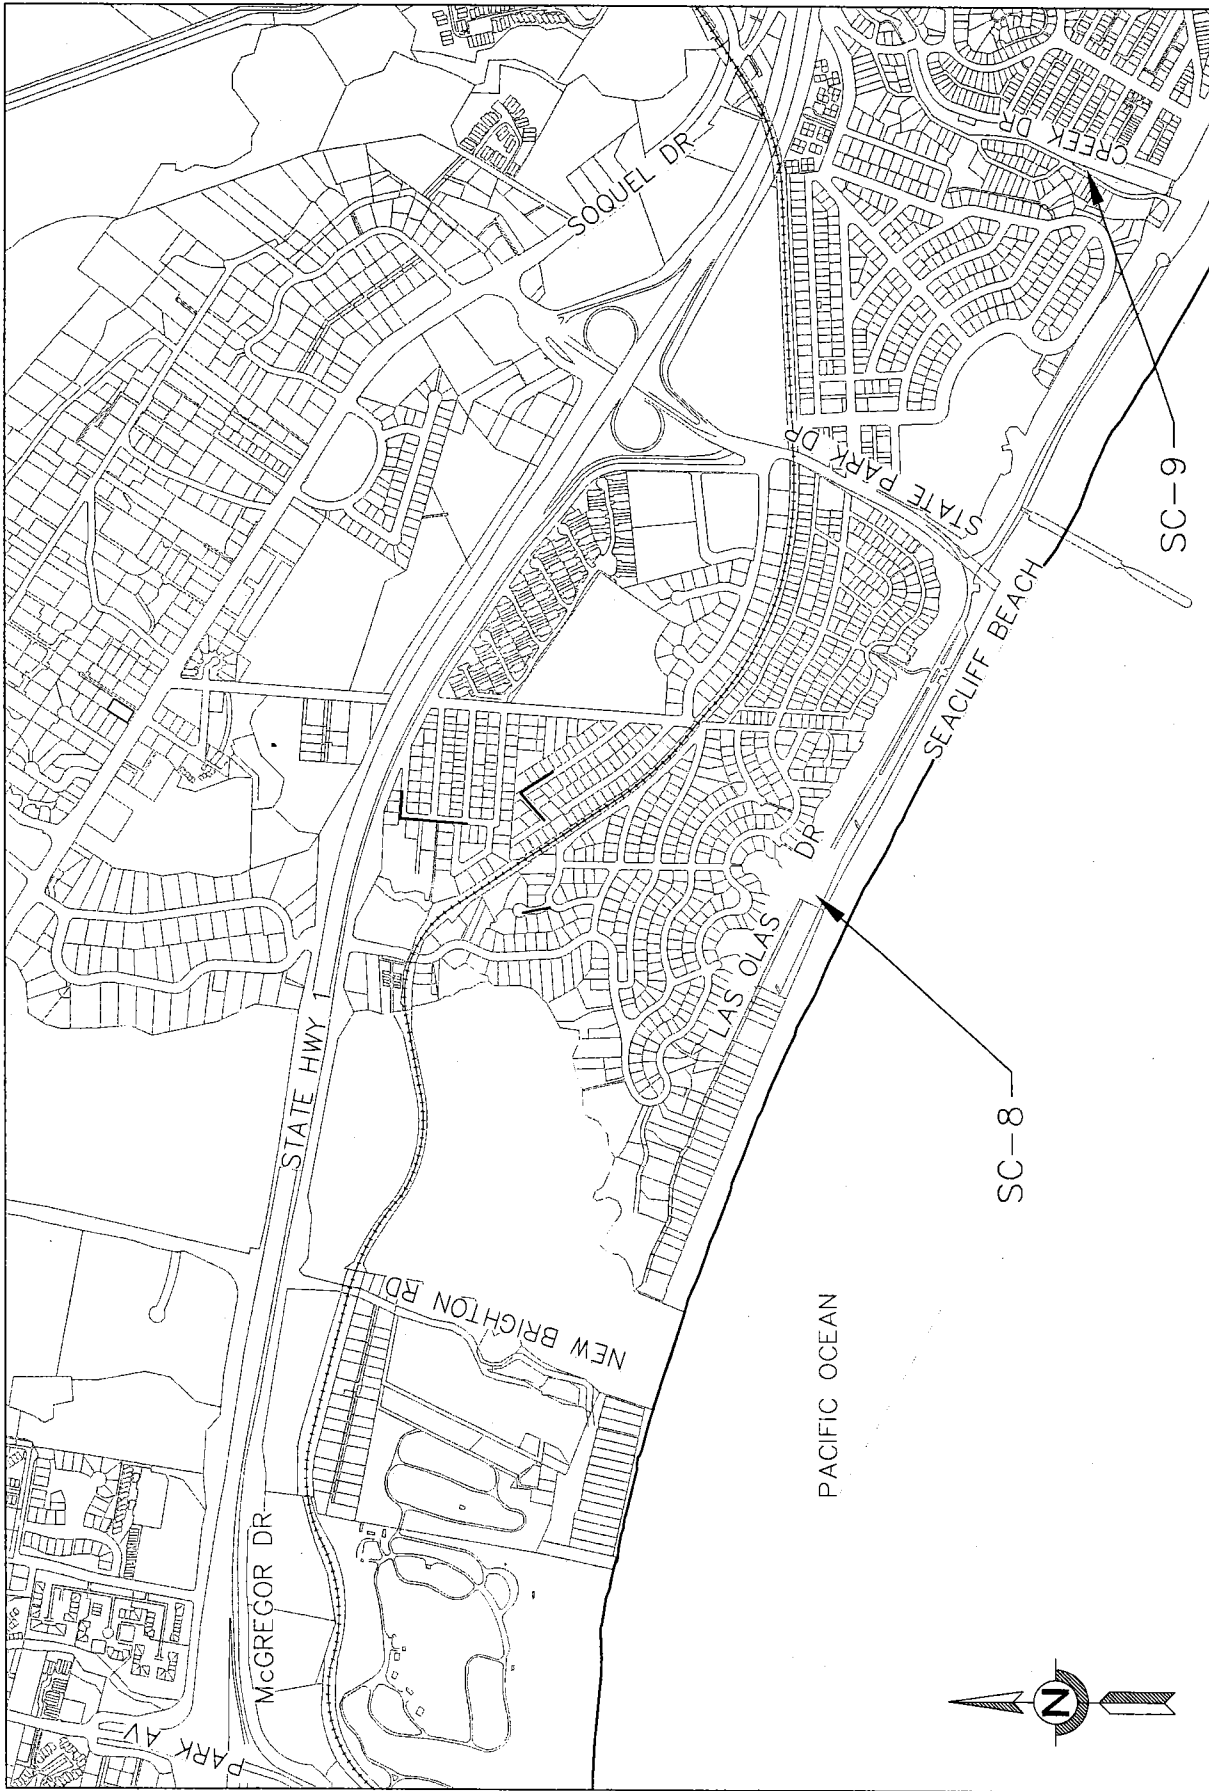 SOQUEL DR
CREEK DR
STATE PARK DR
SC-9
SEACLIFF BEACH
STATE HWY 1
LAS OLAS DR
SC-8
NEW BRIGHTON RD
PACIFIC OCEAN
McGREGOR DR
PARK AV
N